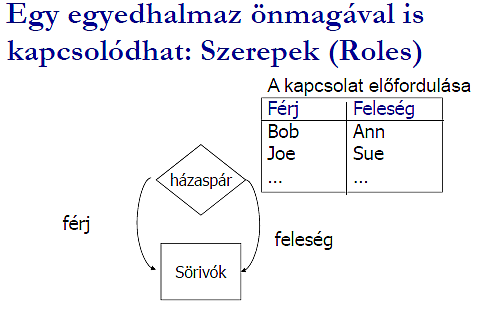 Egy egyedhalmaz önmagával is
kapcsolódhat: Szerepek (Roles)
A kapcsolat előfordulása
Férj Feleség
Bob Ann
Joe Sue
... ...
házaspár
férj
feleség
Sörivók